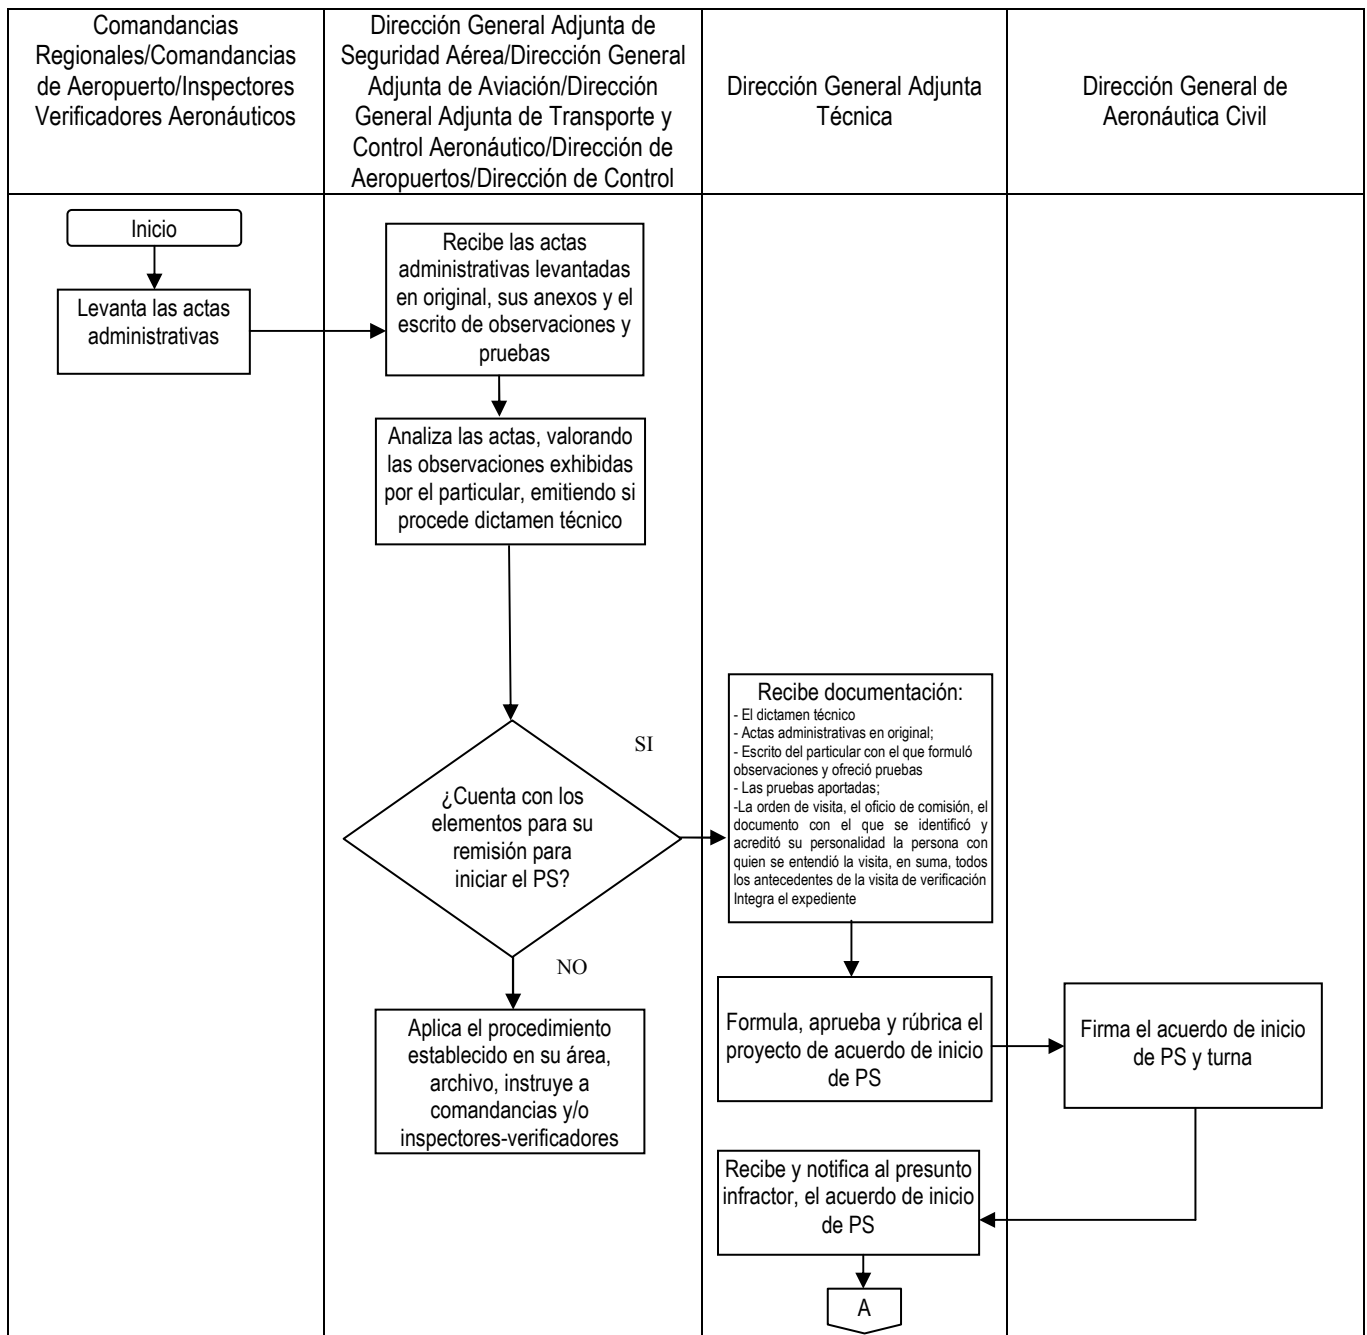 Comandancias
Regionales/Comandancias
de Aeropuerto/Inspectores
Verificadores Aeronáuticos
Dirección General Adjunta de
Seguridad Aérea/Dirección General
Adjunta de Aviación/Dirección
General Adjunta de Transporte y
Control Aeronáutico/Dirección de
Aeropuertos/Dirección de Control
Dirección General Adjunta
Técnica
Dirección General de
Aeronáutica Civil
Inicio
Levanta las actas
administrativas
Recibe las actas
administrativas levantadas
en original, sus anexos y el
escrito de observaciones y
pruebas
Analiza las actas, valorando
las observaciones exhibidas
por el particular, emitiendo si
procede dictamen técnico
¿Cuenta con los
elementos para su
remisión para
iniciar el PS?
SI
NO
Aplica el procedimiento
establecido en su área,
archivo, instruye a
comandancias y/o
inspectores-verificadores
Recibe documentación:
- El dictamen técnico
- Actas administrativas en original;
- Escrito del particular con el que formuló
observaciones y ofreció pruebas
- Las pruebas aportadas;
-La orden de visita, el oficio de comisión, el
documento con el que se identificó y
acreditó su personalidad la persona con
quien se entendió la visita, en suma, todos
los antecedentes de la visita de verificación
Integra el expediente
Formula, aprueba y rúbrica el
proyecto de acuerdo de inicio
de PS
Firma el acuerdo de inicio
de PS y turna
Recibe y notifica al presunto
infractor, el acuerdo de inicio
de PS
A